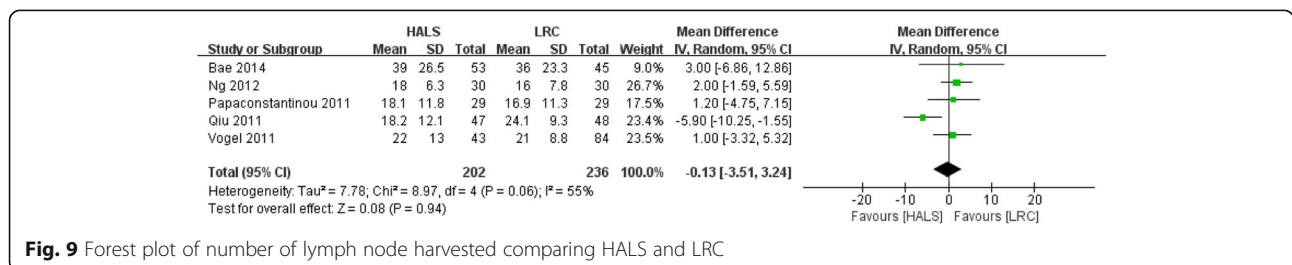 HALS LRC Mean Difference Mean Difference
Study or Subgroup Mean SD Total Mean SD Total Weight IV, Random, 95% CI IV, Random, 95% CI
Bae 2014 39 26.5 53 36 23.3 45 9.0% 3.00 [-6.86, 12.86]
Ng 2012 18 6.3 30 16 7.8 30 26.7% 2.00 [-1.59, 5.59]
Papaconstantinou 2011 18.1 11.8 29 16.9 11.3 29 17.5% 1.20 [-4.75, 7.15]
Qiu 2011 18.2 12.1 47 24.1 9.3 48 23.4% -5.90 [-10.25, -1.55]
Vogel 2011 22 13 43 21 8.8 84 23.5% 1.00 [-3.32, 5.32]
Total (95% CI) 202 236 100.0% -0.13 [-3.51, 3.24]
Heterogeneity: Tau² = 7.78; Chi² = 8.97, df = 4 (P = 0.06); I² = 55%
Test for overall effect: Z = 0.08 (P = 0.94)
-20 -10 0 10 20
Favours [HALS] Favours [LRC]
Fig. 9 Forest plot of number of lymph node harvested comparing HALS and LRC